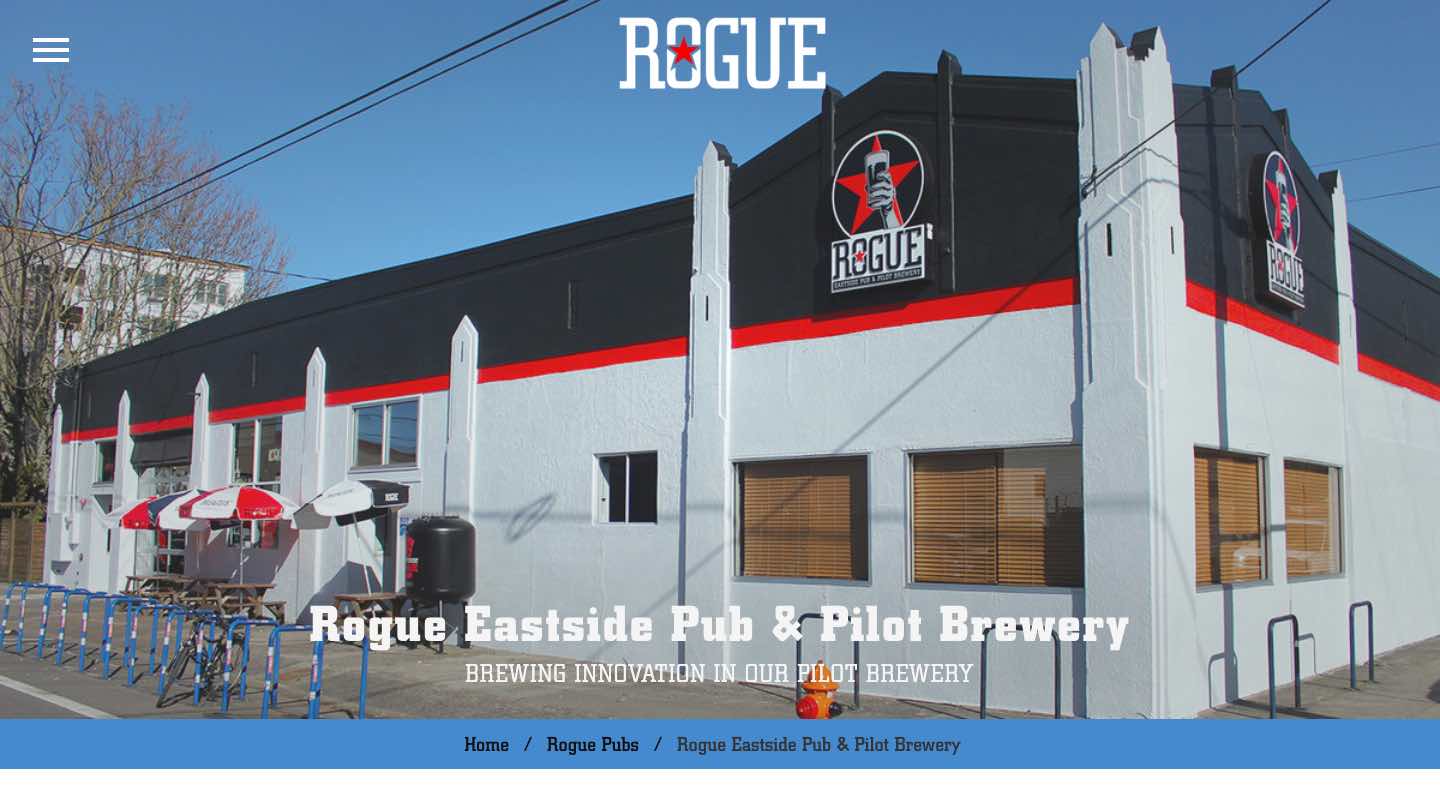 ROGUE
ROGUE
EASTSIDE PUB & PILOT BREWERY
ROGUE
ROGUE
Rogue Eastside Pub & Pilot Brewery
BREWING INNOVATION IN OUR PILOT BREWERY
Home / Rogue Pubs / Rogue Eastside Pub & Pilot Brewery